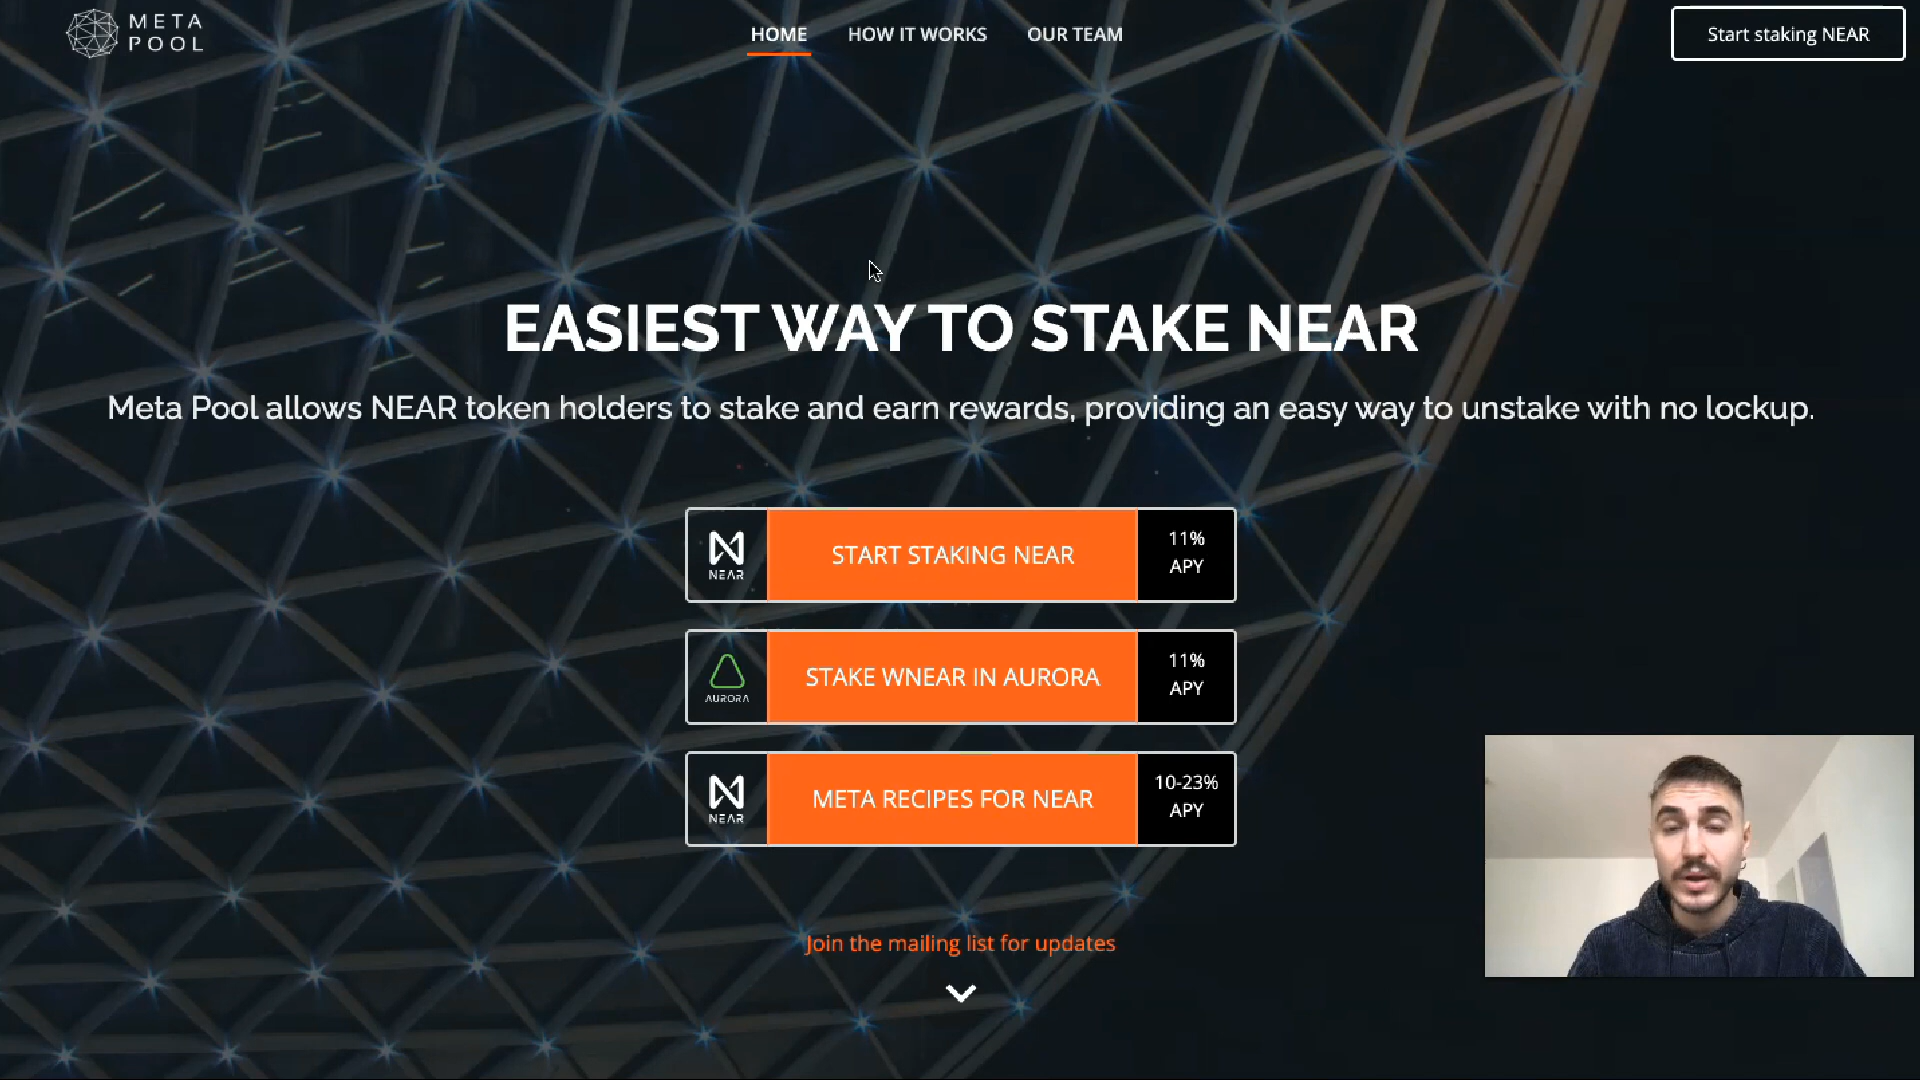 META
POOL
HOME
HOW IT WORKS
OUR TEAM
Start staking NEAR
EASIEST WAY TO STAKE NEAR
Meta Pool allows NEAR token holders to stake and earn rewards, providing an easy way to unstake with no lockup.
NEAR
START STAKING NEAR
11%
APY
AURORA
STAKE WNEAR IN AURORA
11%
APY
NEAR
META RECIPES FOR NEAR
10-23%
APY
Join the mailing list for updates